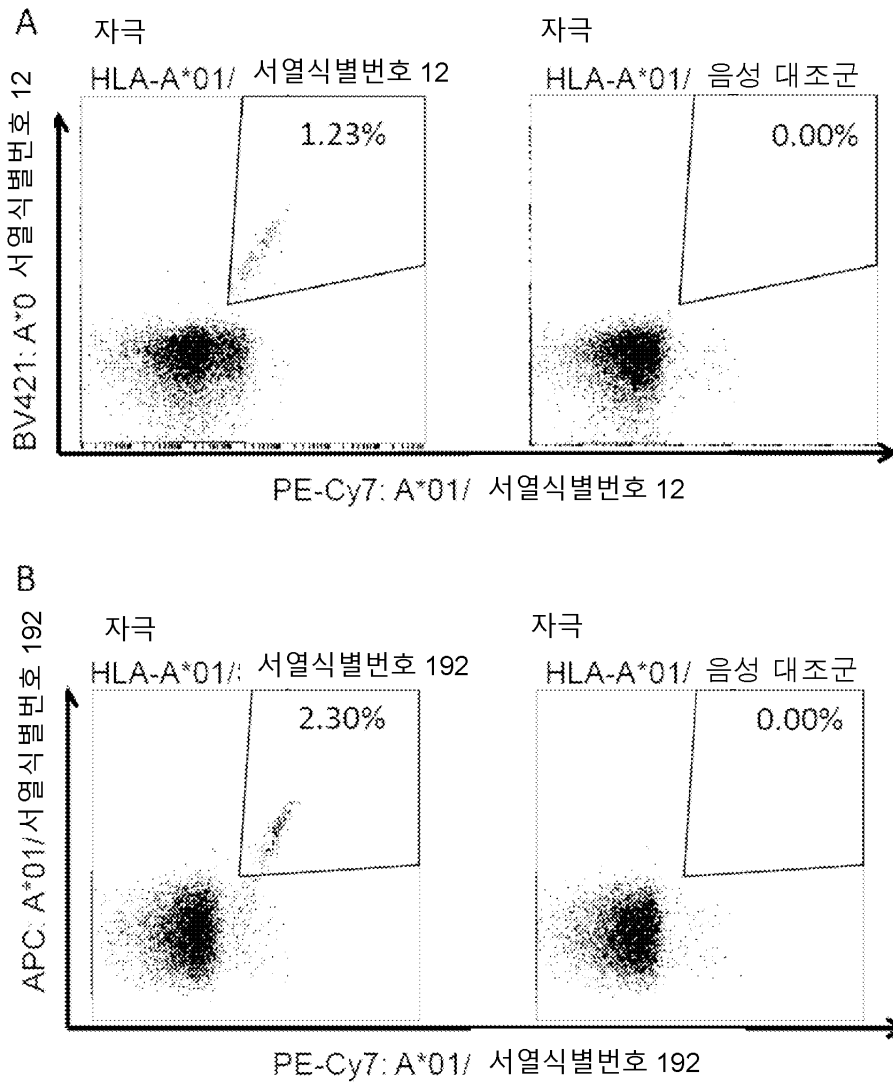 A
자극
HLA-A*01/ 서열식별번호 12
1.23%
자극
HLA-A*01/ 음성 대조군
0.00%
BV421: A*0 서열식별번호 12
PE-Cy7: A*01/ 서열식별번호 12
B
자극
HLA-A*01/: 서열식별번호 192
2.30%
자극
HLA-A*01/ 음성 대조군
0.00%
APC: A*01/서열식별번호 192
PE-Cy7: A*01/ 서열식별번호 192